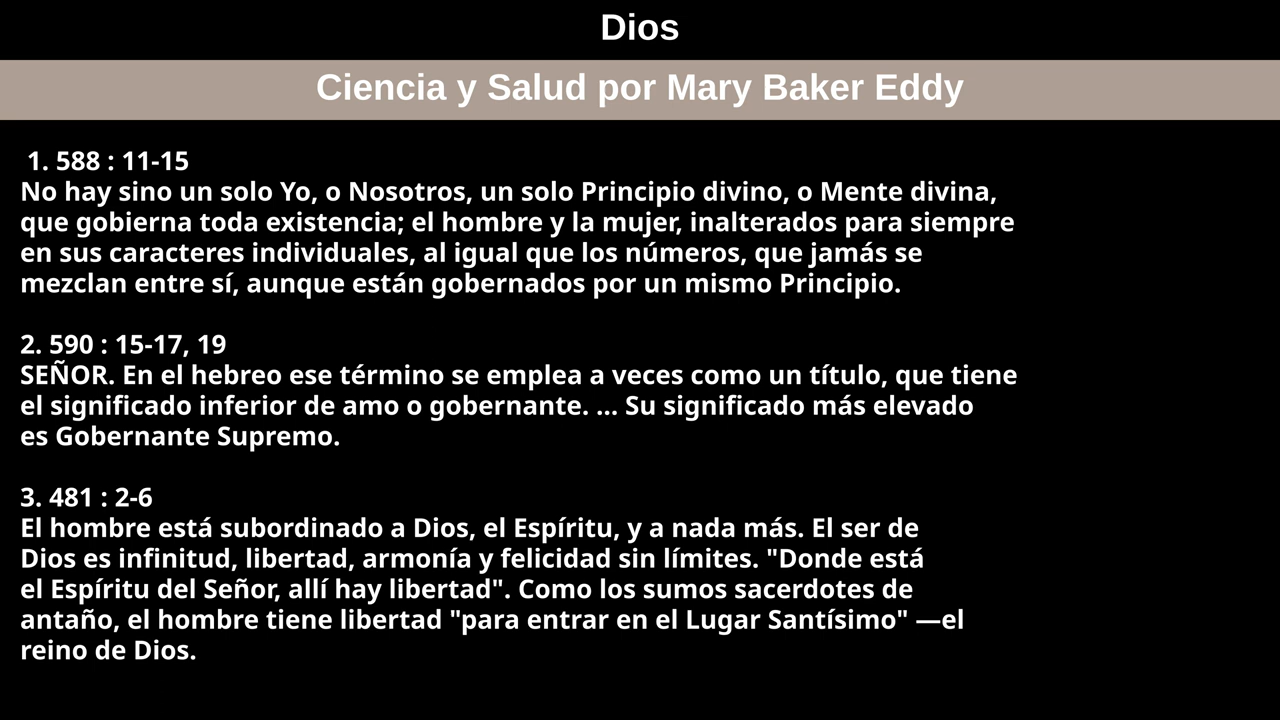 Dios
Ciencia y Salud por Mary Baker Eddy
1. 588 : 11-15
No hay sino un solo Yo, o Nosotros, un solo Principio divino, o Mente divina,
que gobierna toda existencia; el hombre y la mujer, inalterados para siempre
en sus caracteres individuales, al igual que los números, que jamás se
mezclan entre sí, aunque están gobernados por un mismo Principio.
2. 590 : 15-17, 19
SEÑOR. En el hebreo ese término se emplea a veces como un título, que tiene
el significado inferior de amo o gobernante. ... Su significado más elevado
es Gobernante Supremo.
3. 481 : 2-6
El hombre está subordinado a Dios, el Espíritu, y a nada más. El ser de
Dios es infinitud, libertad, armonía y felicidad sin límites. "Donde está
el Espíritu del Señor, allí hay libertad". Como los sumos sacerdotes de
antaño, el hombre tiene libertad "para entrar en el Lugar Santísimo" —el
reino de Dios.